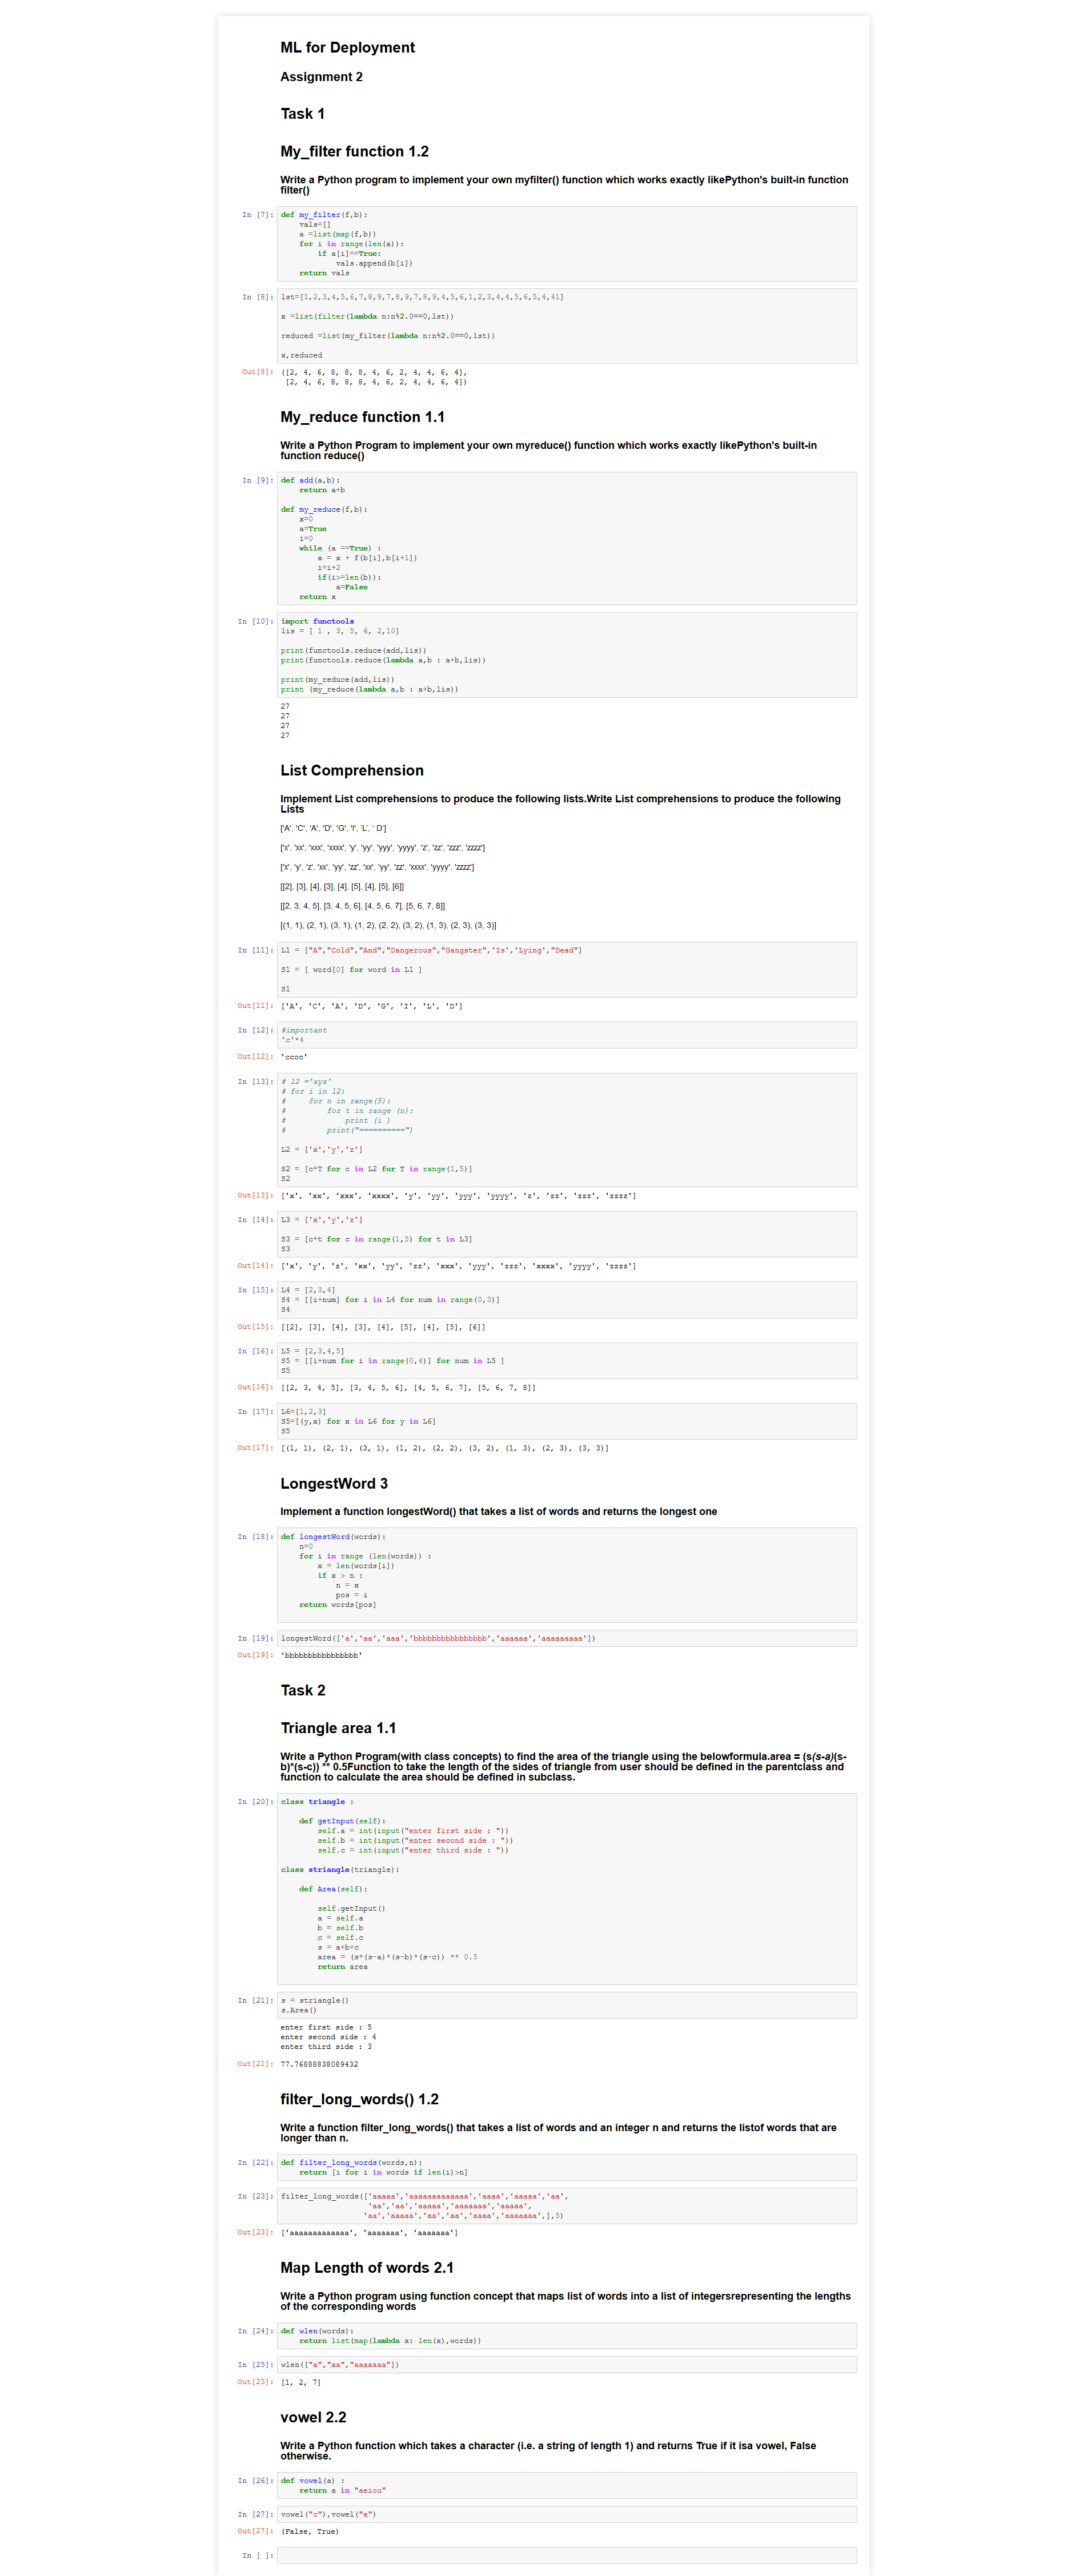 ML for Deployment
Assignment 2
Task 1
My_filter function 1.2
Write a Python program to implement your own myfilter() function which works exactly likePython's built-in function
filter()
In [7]: def my_filter(f,b):
    vals=[]
    a =list(map(f,b))
    for i in range(len(a)):
        if a[i]==True:
            vals.append(b[i])
    return vals
In [8]: lst=[1,2,3,4,5,6,7,8,9,7,8,9,7,8,9,4,5,6,1,2,3,4,4,5,6,5,4,41]
x =list(filter(lambda n:n%2.0==0,lst))
reduced =list(my_filter(lambda n:n%2.0==0,lst))
x,reduced
Out[8]: ([2, 4, 6, 8, 8, 8, 4, 6, 2, 4, 4, 6, 4],
 [2, 4, 6, 8, 8, 8, 4, 6, 2, 4, 4, 6, 4])
My_reduce function 1.1
Write a Python Program to implement your own myreduce() function which works exactly likePython's built-in
function reduce()
In [9]: def add(a,b):
    return a+b
def my_reduce(f,b):
    x=0
    a=True
    i=0
    while (a ==True) :
        x = x + f(b[i],b[i+1])
        i=i+2
        if(i>=len(b)):
            a=False
    return x
In [10]: import functools
lis = [ 1 , 3, 5, 6, 2,10]
print(functools.reduce(add,lis))
print(functools.reduce(lambda a,b : a+b,lis))
print(my_reduce(add,lis))
print (my_reduce(lambda a,b : a+b,lis))
27
27
27
27
List Comprehension
Implement List comprehensions to produce the following lists.Write List comprehensions to produce the following
Lists
['A', 'C', 'A', 'D', 'G', 'I', 'L', ' D']
['x', 'xx', 'xxx', 'xxxx', 'y', 'yy', 'yyy', 'yyyy', 'z', 'zz', 'zzz', 'zzzz']
['x', 'y', 'z', 'xx', 'yy', 'zz', 'xx', 'yy', 'zz', 'xxxx', 'yyyy', 'zzzz']
[[2], [3], [4], [3], [4], [5], [4], [5], [6]]
[[2, 3, 4, 5], [3, 4, 5, 6], [4, 5, 6, 7], [5, 6, 7, 8]]
[(1, 1), (2, 1), (3, 1), (1, 2), (2, 2), (3, 2), (1, 3), (2, 3), (3, 3)]
In [11]: L1 = ["A","Cold","And","Dangerous","Gangster",'Is','Lying',"Dead"]
S1 = [ word[0] for word in L1 ]
S1
Out[11]: ['A', 'C', 'A', 'D', 'G', 'I', 'L', 'D']
In [12]: #important
'c'*4
Out[12]: 'cccc'
In [13]: # l2 ='xyz'
# for i in l2:
#     for n in range(5):
#         for t in range (n):
#             print (i )
#         print("==========")
L2 = ['x','y','z']
S2 = [c*T for c in L2 for T in range(1,5)]
S2
Out[13]: ['x', 'xx', 'xxx', 'xxxx', 'y', 'yy', 'yyy', 'yyyy', 'z', 'zz', 'zzz', 'zzzz']
In [14]: L3 = ['x','y','z']
S3 = [c*t for c in range(1,5) for t in L3]
S3
Out[14]: ['x', 'y', 'z', 'xx', 'yy', 'zz', 'xxx', 'yyy', 'zzz', 'xxxx', 'yyyy', 'zzzz']
In [15]: L4 = [2,3,4]
S4 = [[i+num] for i in L4 for num in range(0,3)]
S4
Out[15]: [[2], [3], [4], [3], [4], [5], [4], [5], [6]]
In [16]: L5 = [2,3,4,5]
S5 = [[i+num for i in range(0,4)] for num in L5 ]
S5
Out[16]: [[2, 3, 4, 5], [3, 4, 5, 6], [4, 5, 6, 7], [5, 6, 7, 8]]
In [17]: L6=[1,2,3]
S5=[(y,x) for x in L6 for y in L6]
S5
Out[17]: [(1, 1), (2, 1), (3, 1), (1, 2), (2, 2), (3, 2), (1, 3), (2, 3), (3, 3)]
LongestWord 3
Implement a function longestWord() that takes a list of words and returns the longest one
In [18]: def longestWord(words):
    n=0
    for i in range (len(words)) :
        x = len(words[i])
        if x > n :
            n = x
            pos = i
    return words[pos]
In [19]: longestWord(['a','aa','aaa','bbbbbbbbbbbbbbbb','aaaaaa','aaaaaaaaa'])
Out[19]: 'bbbbbbbbbbbbbbbb'
Task 2
Triangle area 1.1
Write a Python Program(with class concepts) to find the area of the triangle using the belowformula.area = (s(s-a)(s-
b)*(s-c)) ** 0.5Function to take the length of the sides of triangle from user should be defined in the parentclass and
function to calculate the area should be defined in subclass.
In [20]: class triangle :
    def getInput(self):
        self.a = int(input("enter first side : "))
        self.b = int(input("enter second side : "))
        self.c = int(input("enter third side : "))
class striangle(triangle):
    def Area(self):
        self.getInput()
        a = self.a
        b = self.b
        c = self.c
        s = a+b+c
        area = (s*(s-a)*(s-b)*(s-c)) ** 0.5
        return area
In [21]: s = striangle()
s.Area()
enter first side : 5
enter second side : 4
enter third side : 3
Out[21]: 77.76888838089432
filter_long_words() 1.2
Write a function filter_long_words() that takes a list of words and an integer n and returns the listof words that are
longer than n.
In [22]: def filter_long_words(words,n):
    return [i for i in words if len(i)>n]
In [23]: filter_long_words(['aaaaa','aaaaaaaaaaaaa','aaaa','aaaaa','aa',
'aa','aa','aaaaa','aaaaaaa','aaaaa',
'aa','aaaaa','aa','aa','aaaa','aaaaaaa',],5)
Out[23]: ['aaaaaaaaaaaaa', 'aaaaaaa', 'aaaaaaa']
Map Length of words 2.1
Write a Python program using function concept that maps list of words into a list of integersrepresenting the lengths
of the corresponding words
In [24]: def wlen(words):
    return list(map(lambda x: len(x),words))
In [25]: wlen(["a","aa","aaaaaaa"])
Out[25]: [1, 2, 7]
vowel 2.2
Write a Python function which takes a character (i.e. a string of length 1) and returns True if it isa vowel, False
otherwise.
In [26]: def vowel(a) :
    return a in "aeiou"
In [27]: vowel("c"),vowel("e")
Out[27]: (False, True)
In [ ]: